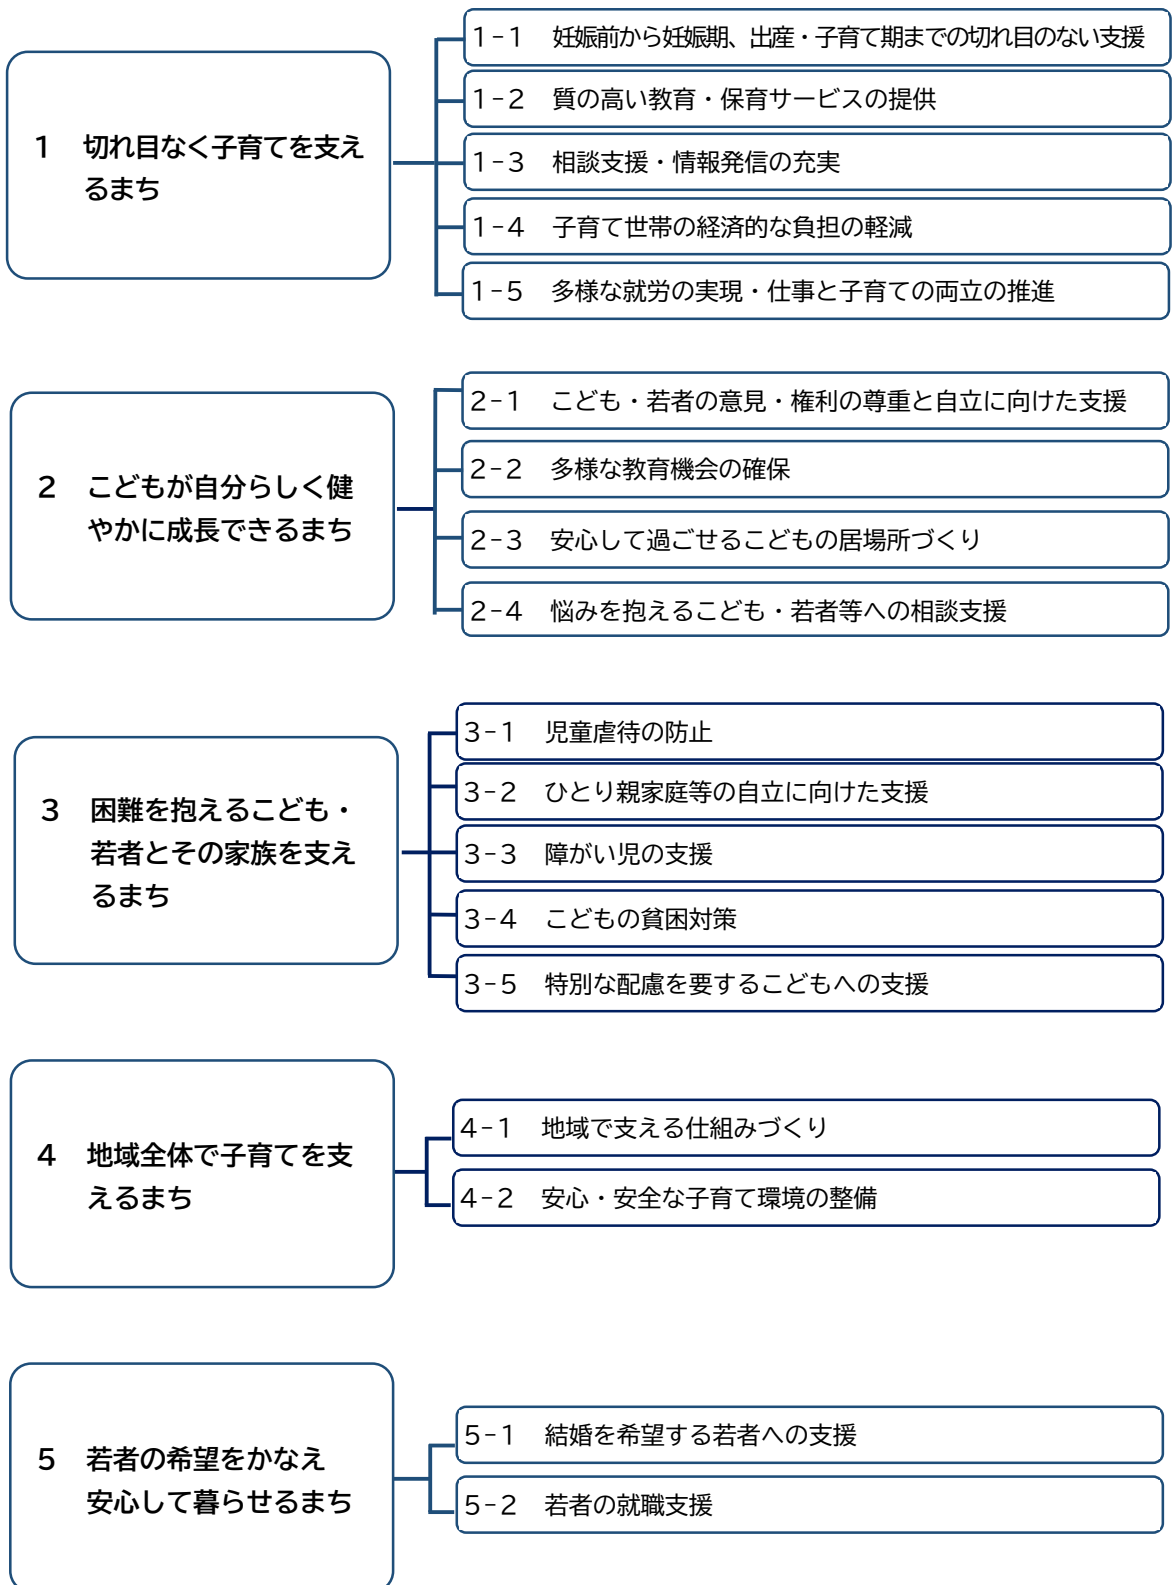 1 切れ目なく子育てを支え
るまち
1-1 妊娠前から妊娠期、出産・子育て期までの切れ目のない支援
1-2 質の高い教育・保育サービスの提供
1-3 相談支援・情報発信の充実
1-4 子育て世帯の経済的な負担の軽減
1-5 多様な就労の実現・仕事と子育ての両立の推進
2 こどもが自分らしく健
やかに成長できるまち
2-1 こども・若者の意見・権利の尊重と自立に向けた支援
2-2 多様な教育機会の確保
2-3 安心して過ごせるこどもの居場所づくり
2-4 悩みを抱えるこども・若者等への相談支援
3 困難を抱えるこども・
若者とその家族を支え
るまち
3-1 児童虐待の防止
3-2 ひとり親家庭等の自立に向けた支援
3-3 障がい児の支援
3-4 こどもの貧困対策
3-5 特別な配慮を要するこどもへの支援
4 地域全体で子育てを支
えるまち
4-1 地域で支える仕組みづくり
4-2 安心・安全な子育て環境の整備
5 若者の希望をかなえ
安心して暮らせるまち
5-1 結婚を希望する若者への支援
5-2 若者の就職支援